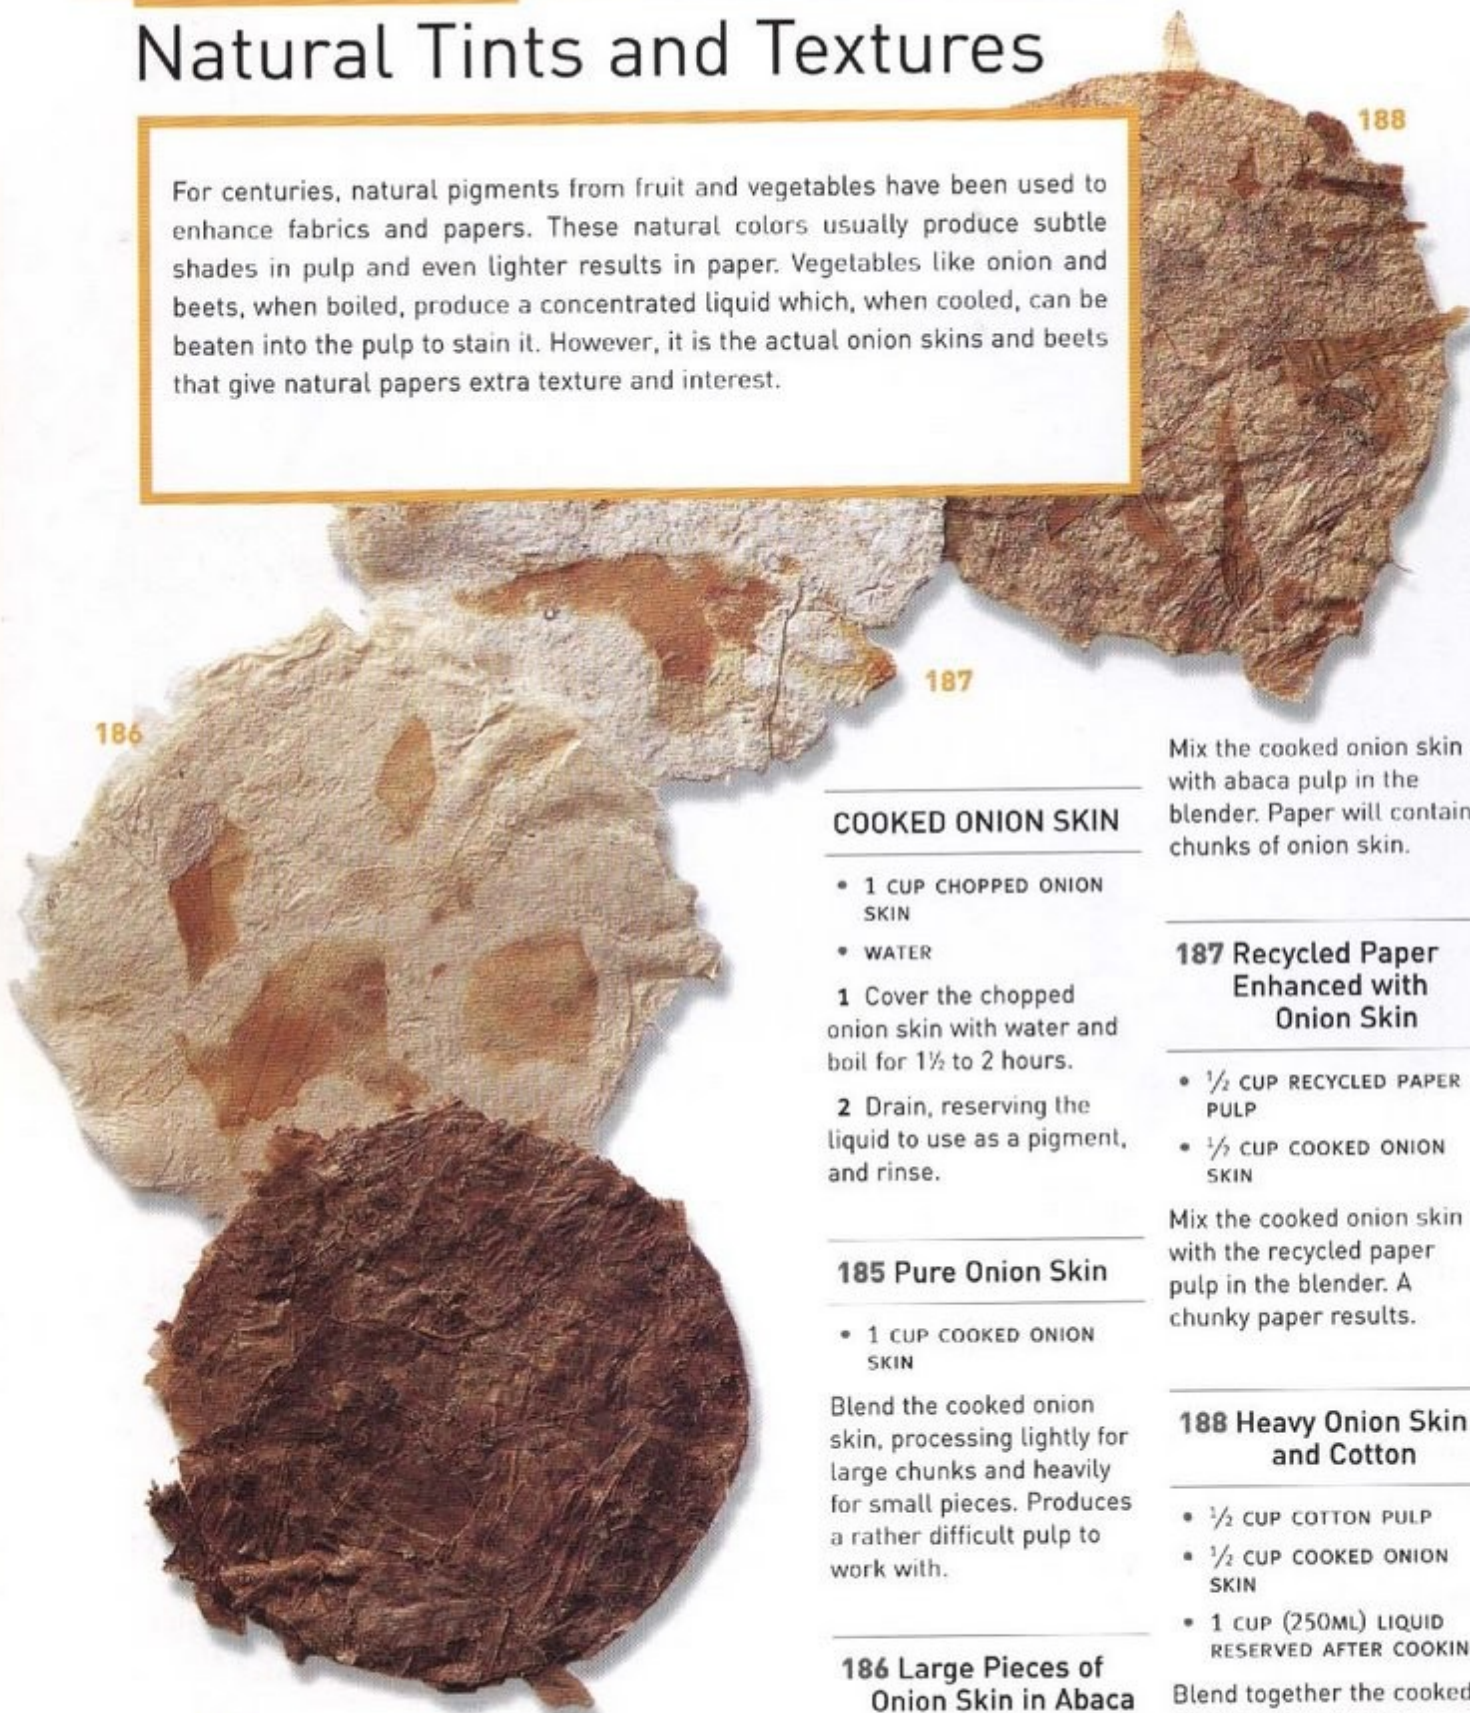 Natural Tints and Textures
For centuries, natural pigments from fruit and vegetables have been used to
enhance fabrics and papers. These natural colors usually produce subtle
shades in pulp and even lighter results in paper. Vegetables like onion and
beets, when boiled, produce a concentrated liquid which, when cooled, can be
beaten into the pulp to stain it. However, it is the actual onion skins and beets
that give natural papers extra texture and interest.
188
187
186
COOKED ONION SKIN
• 1 CUP CHOPPED ONION
SKIN
• WATER
1 Cover the chopped
onion skin with water and
boil for 1½ to 2 hours.
2 Drain, reserving the
liquid to use as a pigment,
and rinse.
185 Pure Onion Skin
• 1 CUP COOKED ONION
SKIN
Blend the cooked onion
skin, processing lightly for
large chunks and heavily
for small pieces. Produces
a rather difficult pulp to
work with.
186 Large Pieces of
Onion Skin in Abaca
Mix the cooked onion skin
with abaca pulp in the
blender. Paper will contain
chunks of onion skin.
187 Recycled Paper
Enhanced with
Onion Skin
• ½ CUP RECYCLED PAPER
PULP
• ½ CUP COOKED ONION
SKIN
Mix the cooked onion skin
with the recycled paper
pulp in the blender. A
chunky paper results.
188 Heavy Onion Skin
and Cotton
• ½ CUP COTTON PULP
• ½ CUP COOKED ONION
SKIN
• 1 CUP (250ML) LIQUID
RESERVED AFTER COOKIN
Blend together the cooked